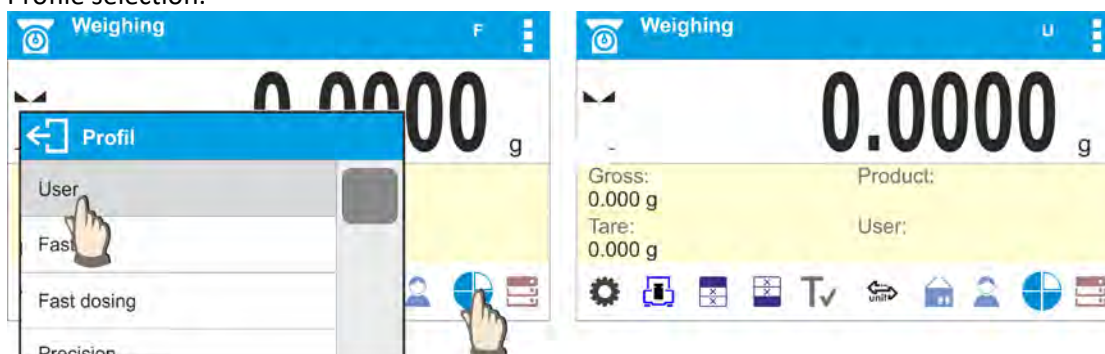 Profile selection:
Weighing F
0.0000 g
Profil
User
Fast
Fast dosing
Precision
Weighing U
0.0000 g
Gross: Product:
0.000 g
Tare: User:
0.000 g
unit